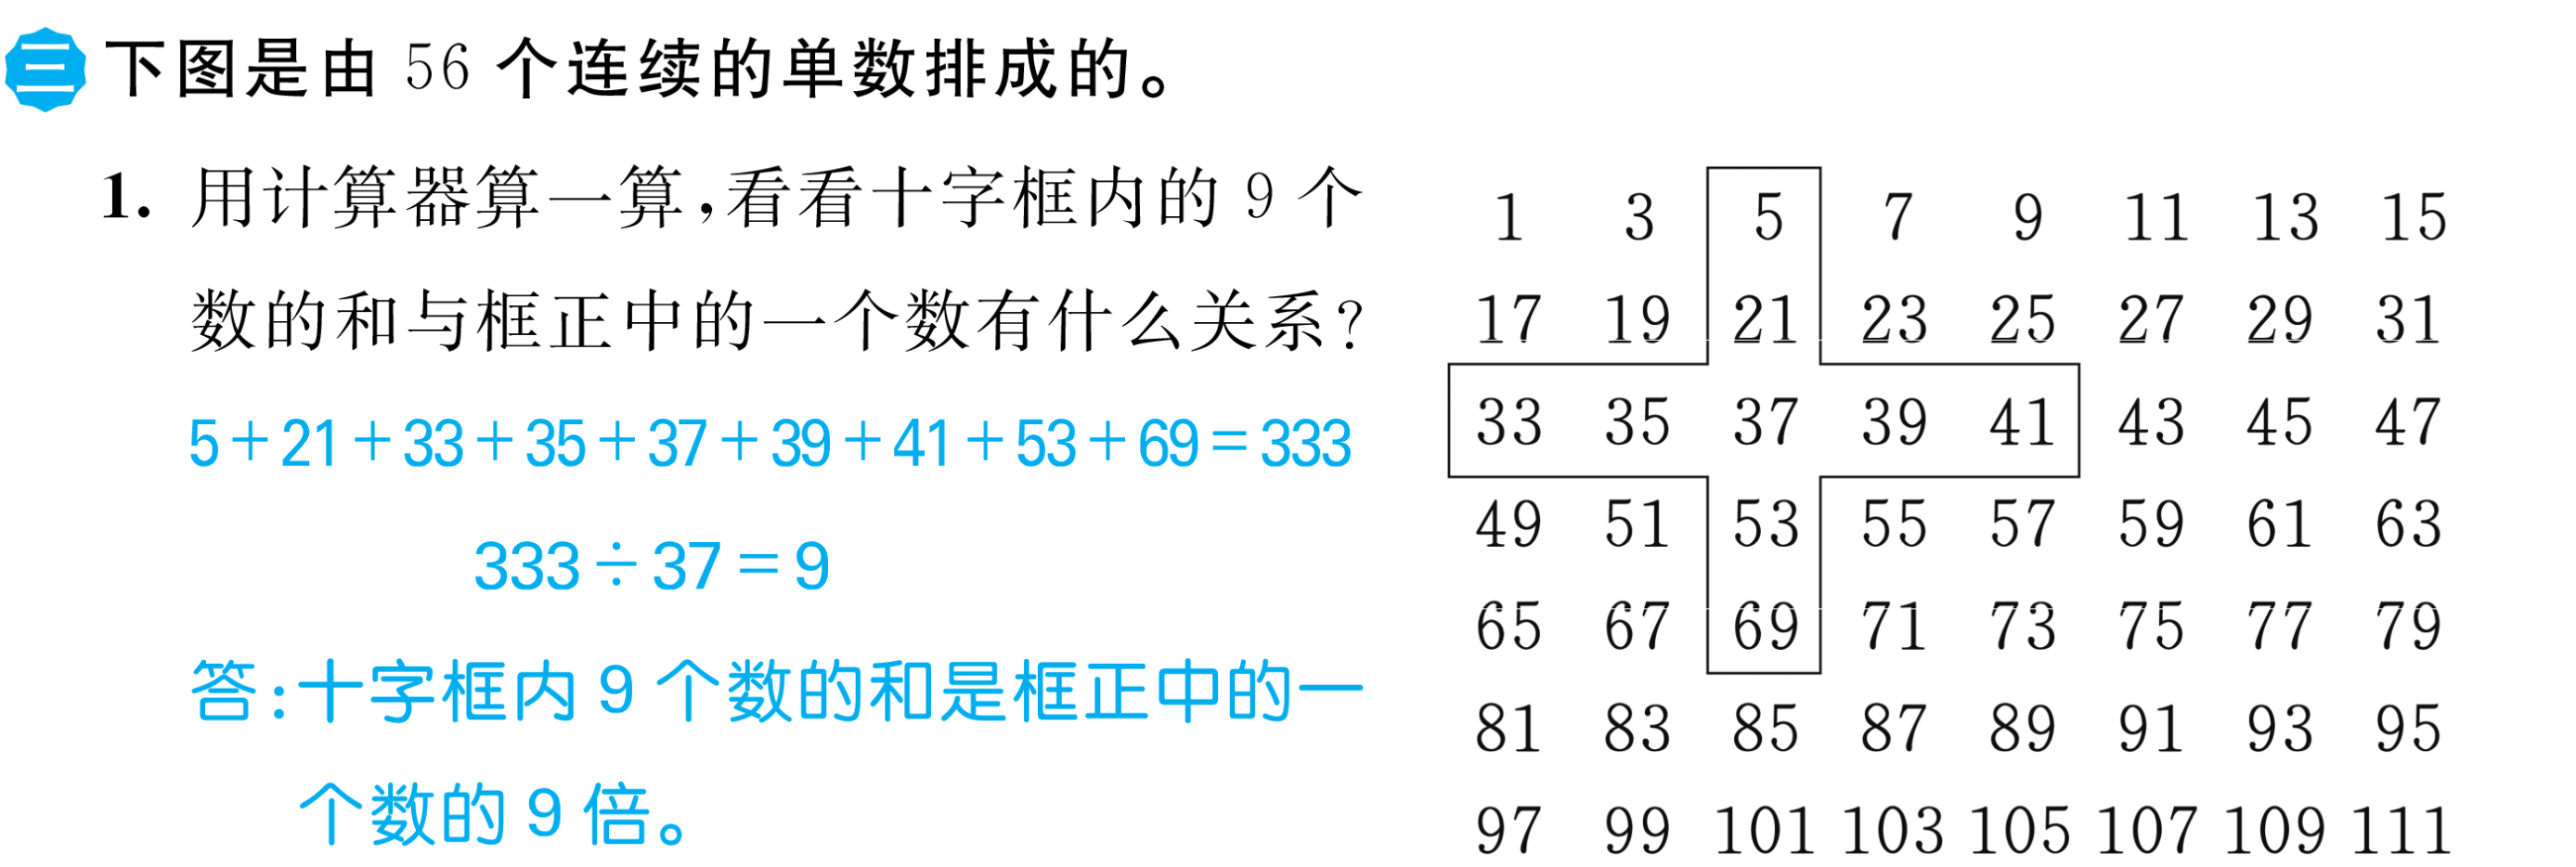 三 下图是由 56 个连续的单数排成的。
1. 用计算器算一算,看看十字框内的 9 个
数的和与框正中的一个数有什么关系?
5+21+33+35+37+39+41+53+69=333
333÷37=9
答:十字框内 9 个数的和是框正中的一
个数的 9 倍。
1 3 5 7 9 11 13 15
17 19 21 23 25 27 29 31
33 35 37 39 41 43 45 47
49 51 53 55 57 59 61 63
65 67 69 71 73 75 77 79
81 83 85 87 89 91 93 95
97 99 101 103 105 107 109 111